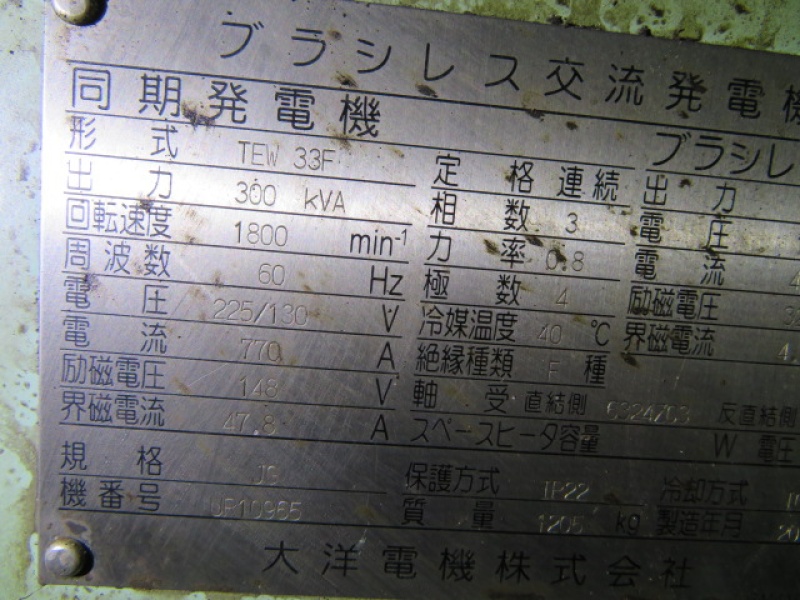 ブラシレス交流発電機
同期発電機 ブラシレ
形式 TEW 33F 定格 連続 出力
出力 300 kVA 相数 3 電圧
回転速度 1800 min-1 力率 0.8 電流 4
周波数 60 Hz 極数 4 励磁電圧
電圧 225/130 V 冷媒温度 40 ℃ 界磁電流 4.
電流 770 A 絶縁種類 F 種
励磁電圧 148 V 軸受 直結側 反直結側
界磁電流 47.8 A スペースヒータ容量 W 電圧
規格 保護方式 IP22 冷却方式
機番号 質量 1205 kg 製造年月 20
大洋電機株式会社